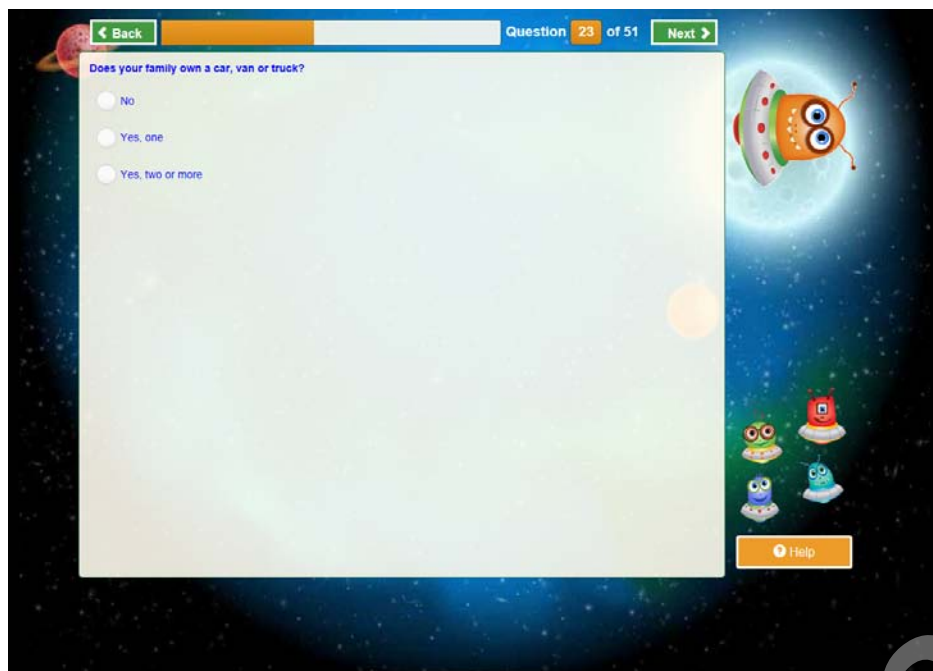 Back
Question 23 of 51
Next
Does your family own a car, van or truck?
No
Yes, one
Yes, two or more
? Help